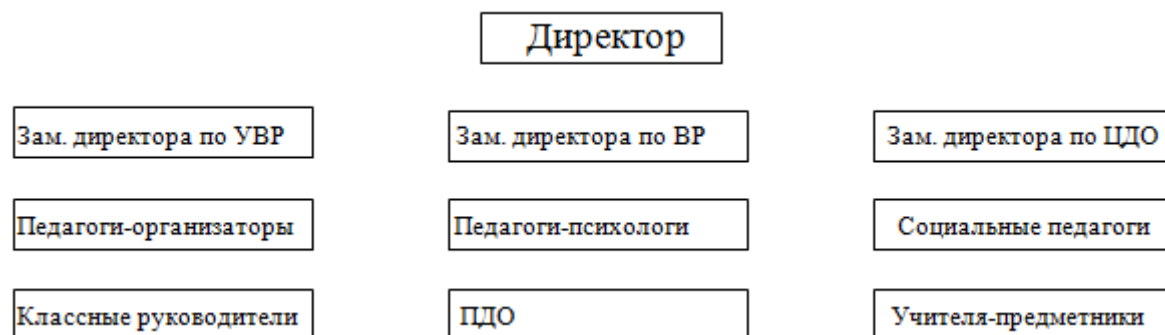 Директор
Зам. директора по УВР
Зам. директора по ВР
Зам. директора по ЦДО
Педагоги-организаторы
Педагоги-психологи
Социальные педагоги
Классные руководители
ПДО
Учителя-предметники